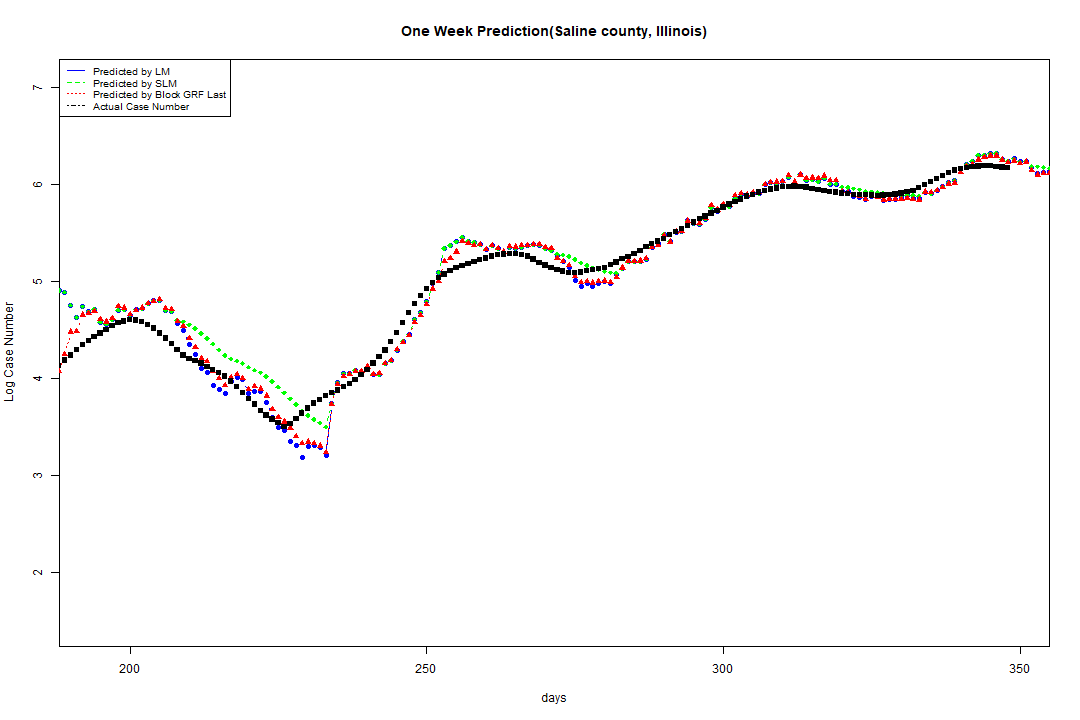 One Week Prediction(Saline county, Illinois)
Predicted by LM
Predicted by SLM
Predicted by Block GRF Last
Actual Case Number
7
6
5
4
3
2
Log Case Number
200
250
300
350
days